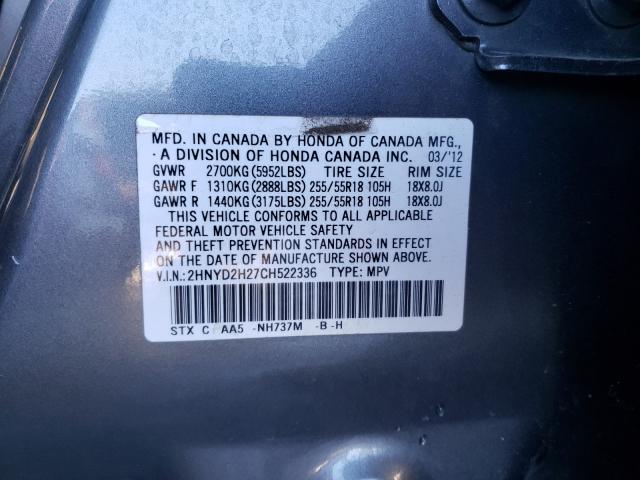 MFD. IN CANADA BY HONDA OF CANADA MFG.,
A DIVISION OF HONDA CANADA INC. 03/'12
GVWR 2700KG(5952LBS) TIRE SIZE RIM SIZE
GAWR F 1310KG(2888LBS) 255/55R18 105H 18X8.0J
GAWR R 1440KG(3175LBS) 255/55R18 105H 18X8.0J
THIS VEHICLE CONFORMS TO ALL APPLICABLE
FEDERAL MOTOR VEHICLE SAFETY
AND THEFT PREVENTION STANDARDS IN EFFECT
ON THE DATE OF MANUFACTURE SHOWN ABOVE.
V.I.N.: 2HNYD2H27CH522336 TYPE: MPV
STX C AA5 -NH737M -B-H